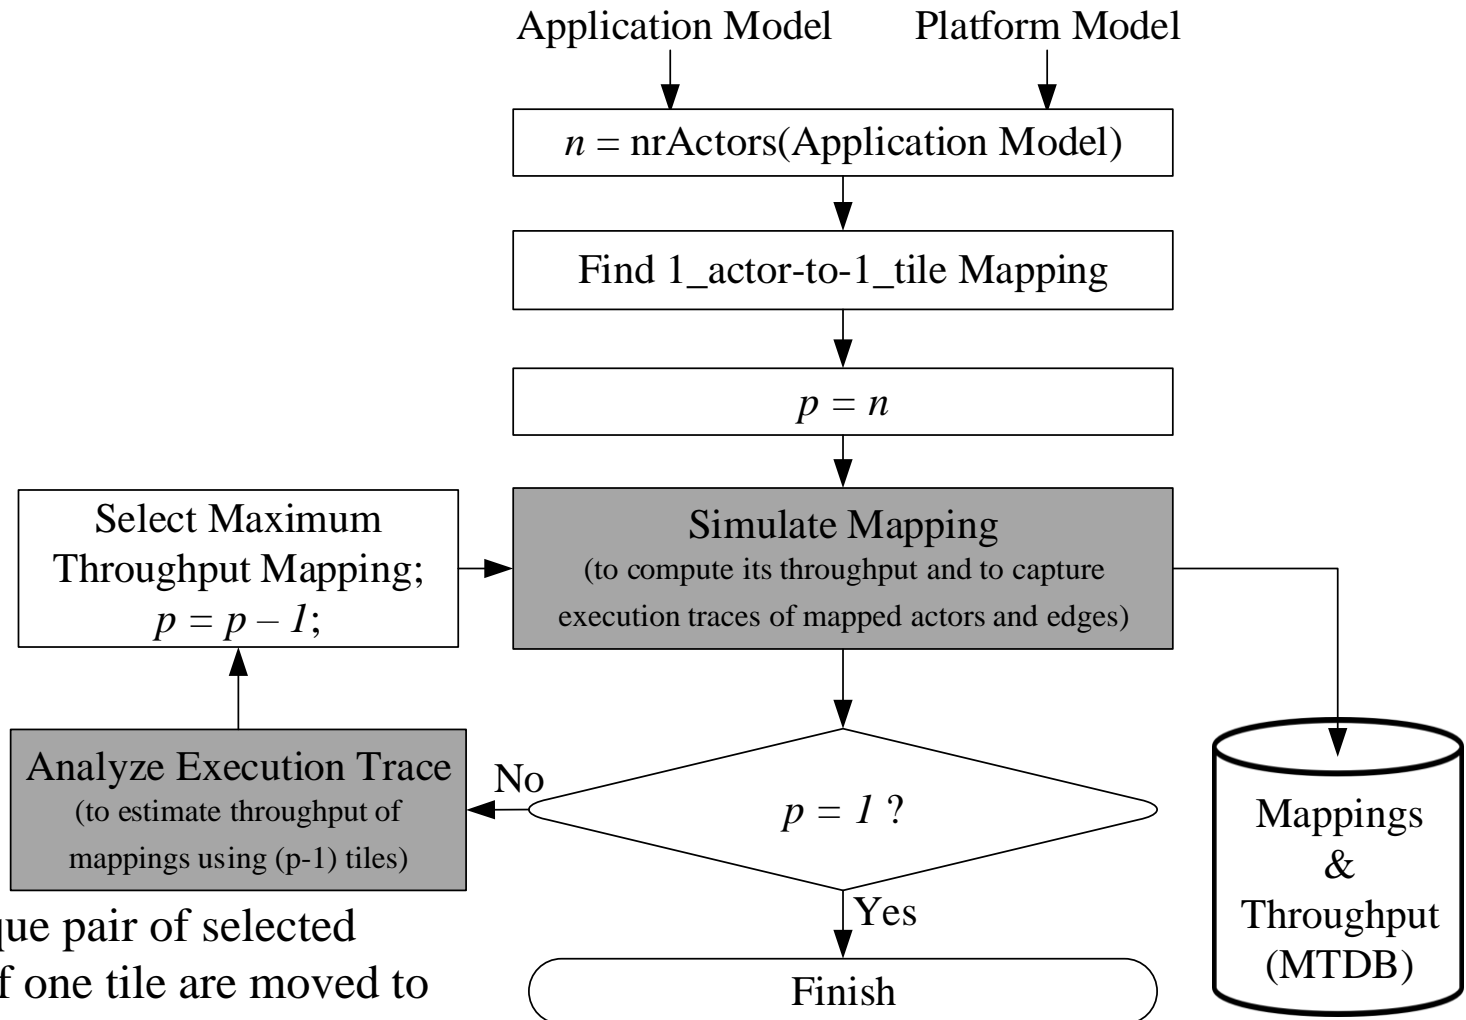 Application Model
Platform Model
n = nrActors(Application Model)
Find 1_actor-to-1_tile Mapping
p = n
Select Maximum
Throughput Mapping;
p = p – 1;
Simulate Mapping
(to compute its throughput and to capture
execution traces of mapped actors and edges)
Analyze Execution Trace
(to estimate throughput of
mappings using (p-1) tiles)
No
p = 1 ?
Yes
Finish
Mappings
&
Throughput
(MTDB)
pair of selected
one tile are moved to